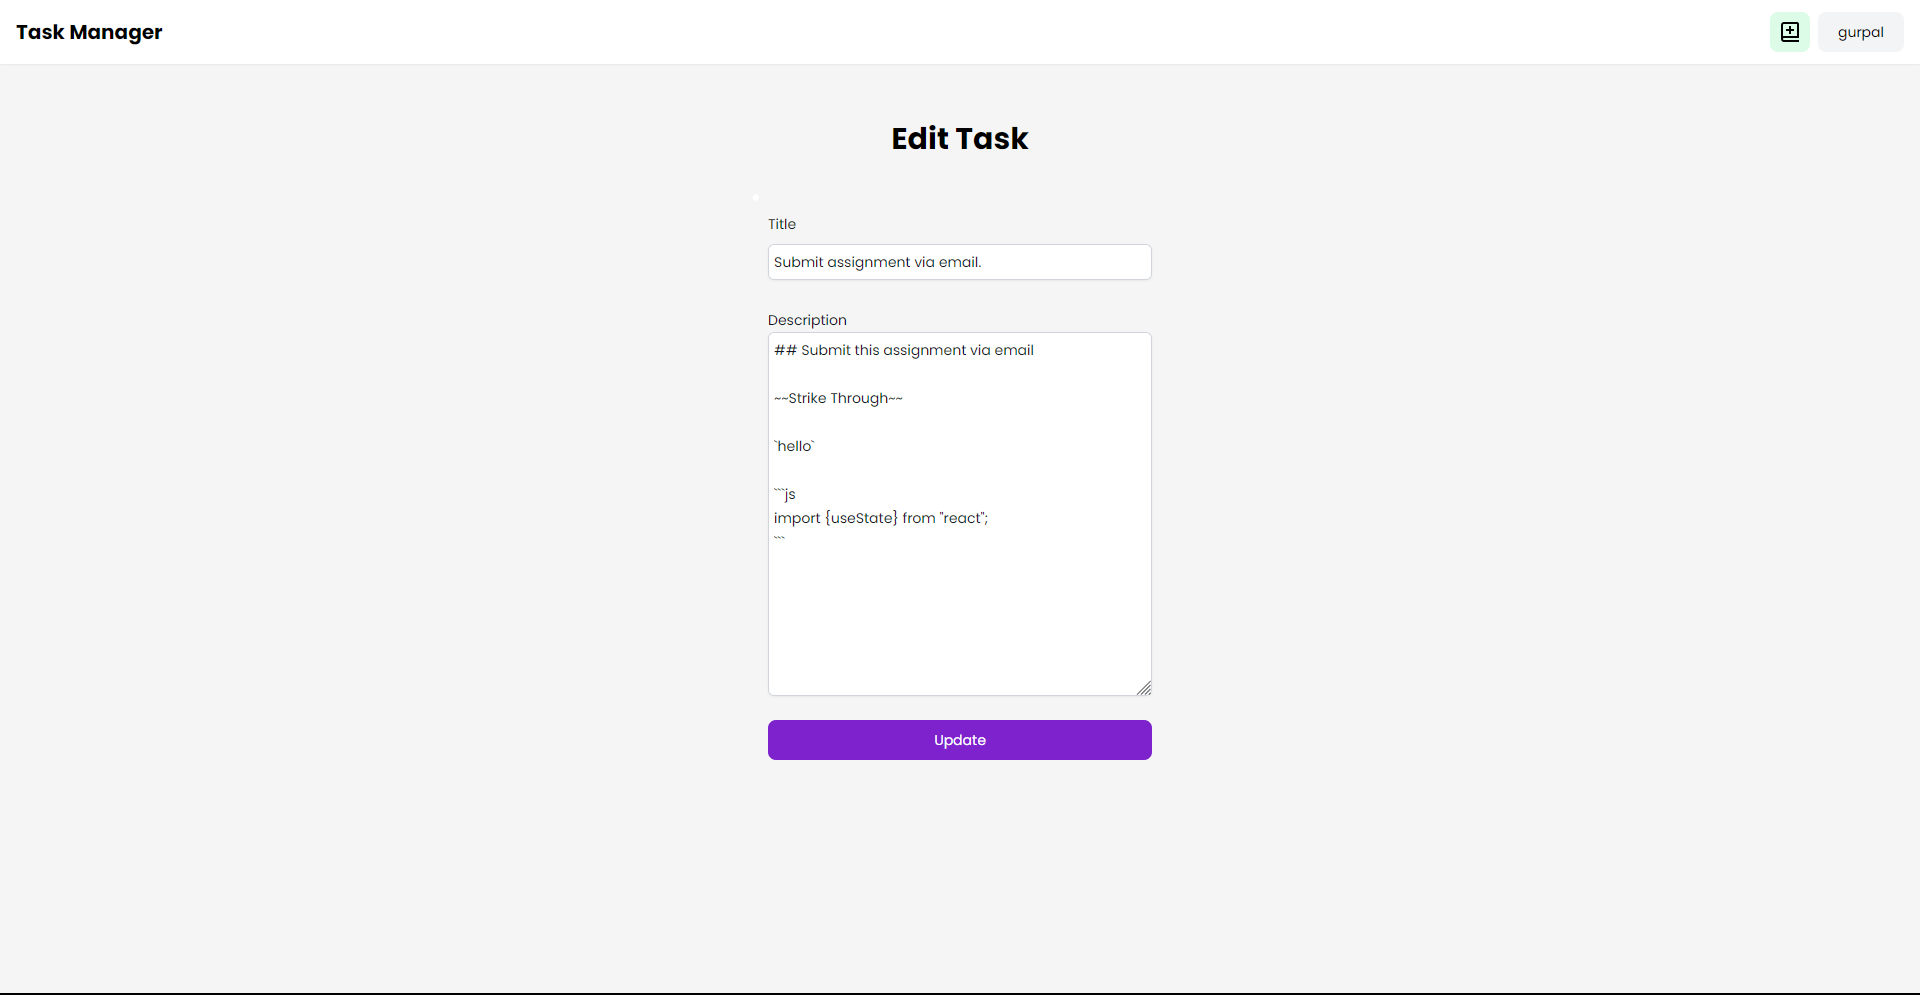 Task Manager
gurpal
Edit Task
Title
Submit assignment via email.
Description
## Submit this assignment via email
~~Strike Through~~
`hello`
```js
import {useState} from "react";
```
Update